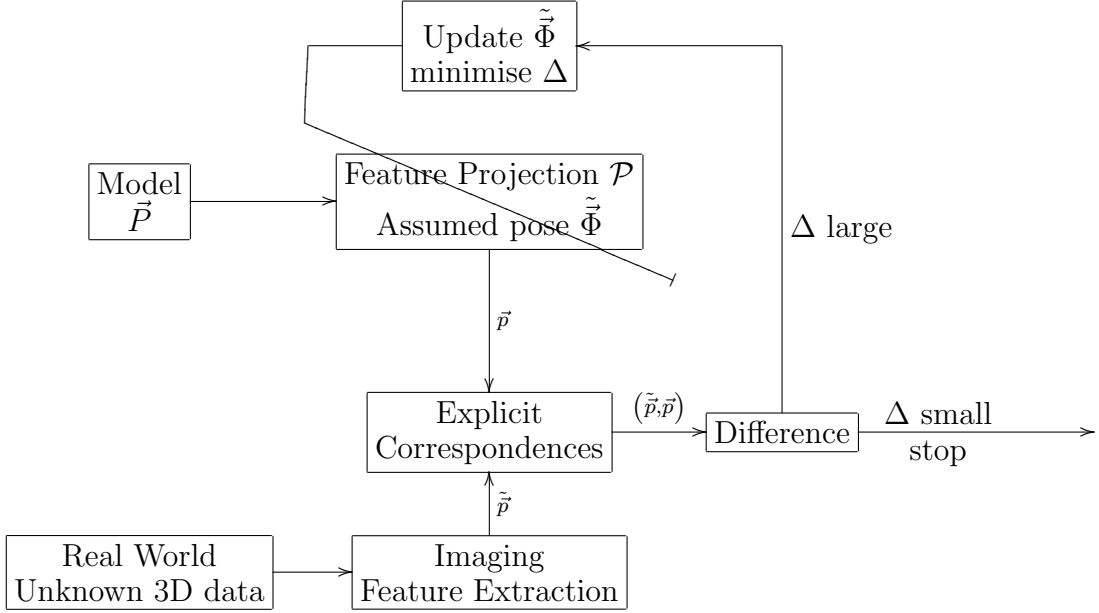 Update $\tilde{\vec{\Phi}}$
minimise Δ
Model
$\vec{P}$
Feature Projection $\mathcal{P}$
Assumed pose $\tilde{\vec{\Phi}}$
Δ large
$\vec{p}$
Explicit
Correspondences
$(\tilde{\vec{p}},\vec{p})$
Difference
Δ small
stop
$\tilde{\vec{p}}$
Real World
Unknown 3D data
Imaging
Feature Extraction